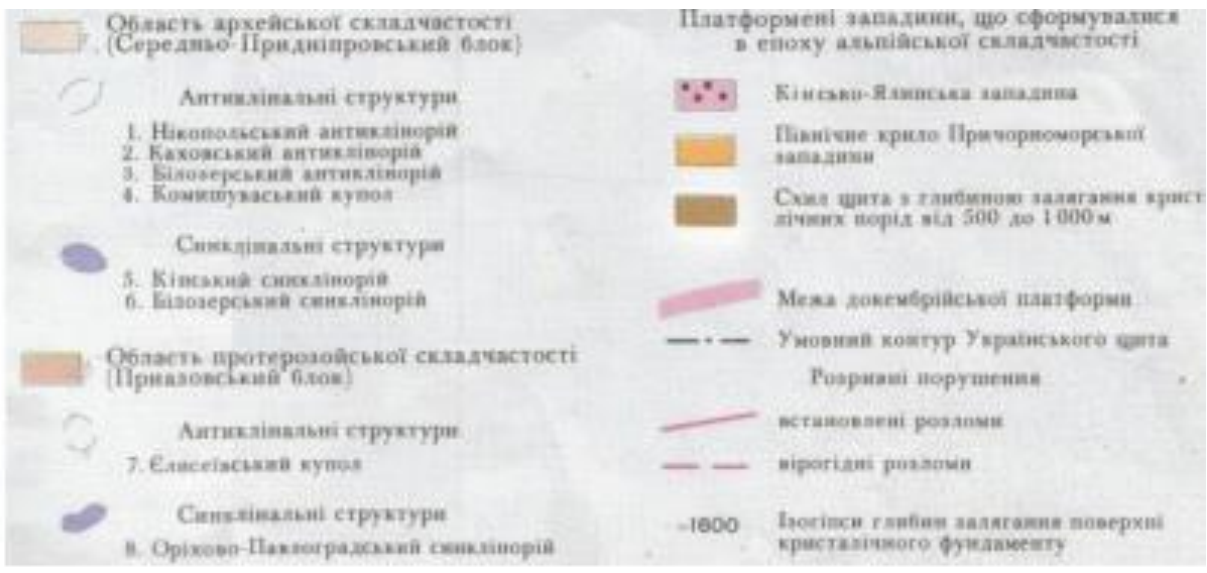 Область архейської складчастості
(Середньо-Придніпровський блок)
Антиклінальні структури
1. Нікопольський антиклінорій
2. Каховський антиклінорій
3. Білозерський антиклінорій
4. Комишуваський купол
Синклінальні структури
5. Кінський синклінорій
6. Білозерський синклінорій
Область протерозойської складчастості
(Приазовський блок)
Антиклінальні структури
7. Єлисеївський купол
Синклінальні структури
8. Оріхово-Павлоградський синклінорій
Платформені западини, що сформувалися
в епоху альпійської складчастості
Кінсько-Ялинська западина
Північне крило Причорноморської
западини
Схил щита з глибиною залягання крист
лічних порід від 500 до 1000 м
Межа докембрійської платформи
Умовний контур Українського щита
Розривні порушення
встановлені розломи
вірогідні розломи
-1600
Ізогіпси глибин залягання поверхні
кристалічного фундаменту